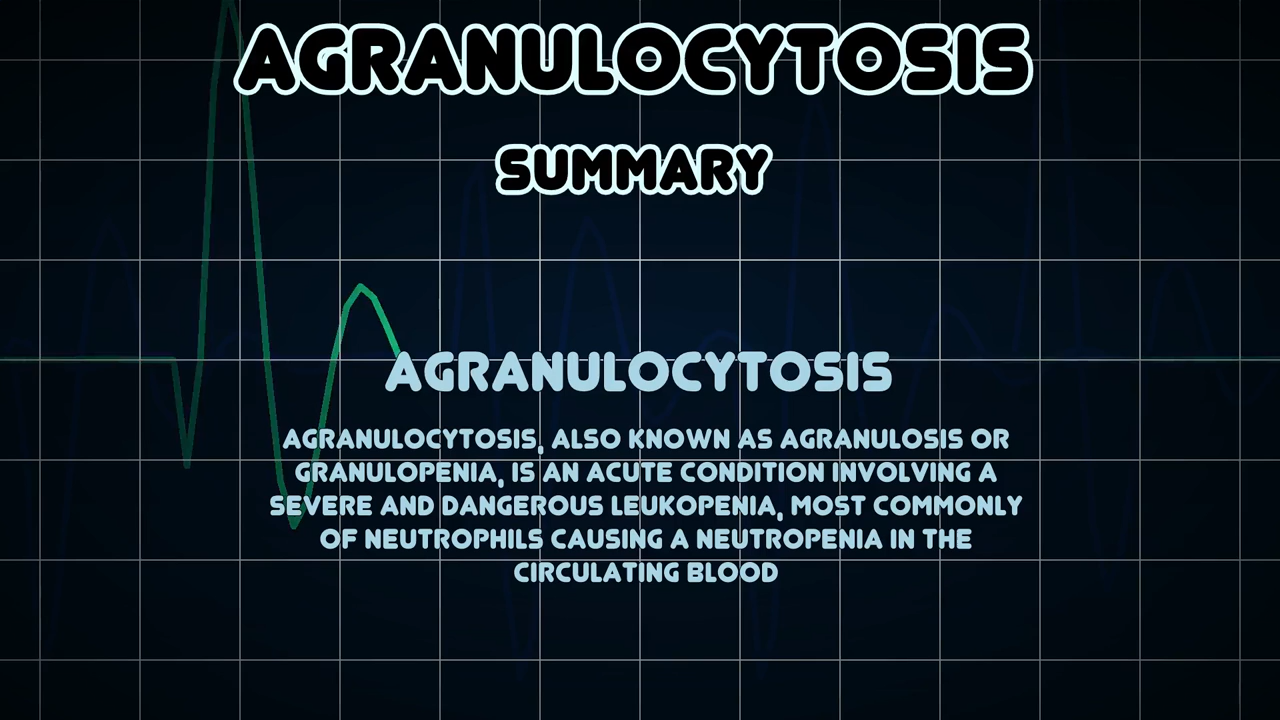 AGRANULOCYTOSIS
SUMMARY
AGRANULOCYTOSIS
AGRANULOCYTOSIS, ALSO KNOWN AS AGRANULOSIS OR
GRANULOPENIA, IS AN ACUTE CONDITION INVOLVING A
SEVERE AND DANGEROUS LEUKOPENIA, MOST COMMONLY
OF NEUTROPHILS CAUSING A NEUTROPENIA IN THE
CIRCULATING BLOOD